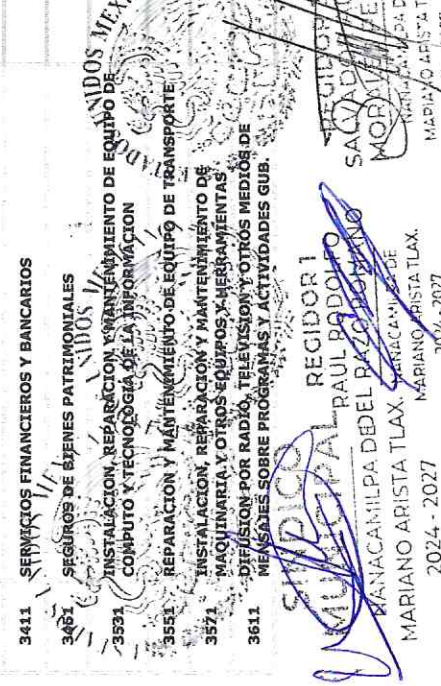 3411 SERVICIOS FINANCIEROS Y BANCARIOS
3451 SEGUROS DE BIENES PATRIMONIALES
3531 INSTALACION, REPARACION Y MANTENIMIENTO DE EQUIPO DE
COMPUTO Y TECNOLOGIA DE LA INFORMACION
3551 REPARACION Y MANTENIMIENTO DE EQUIPO DE TRANSPORTE
3571 INSTALACION, REPARACION Y MANTENIMIENTO DE
MAQUINARIA Y OTROS EQUIPOS Y HERRAMIENTAS
3611 DIFUSION POR RADIO, TELEVISION Y OTROS MEDIOS DE
MENSAJES SOBRE PROGRAMAS Y ACTIVIDADES GUB.
SINDICO
MUNICIPAL
NANACAMILPA DE
MARIANO ARISTA TLAX.
2024 - 2027
REGIDOR 1
RAUL RODOLFO
DEL RAZO ROMANO
NANACAMILPA DE
MARIANO ARISTA TLAX.
2024 - 2027
REGIDOR
SALVADO
MORALE
NANACAMILPA D
MARIANO ARISTA T